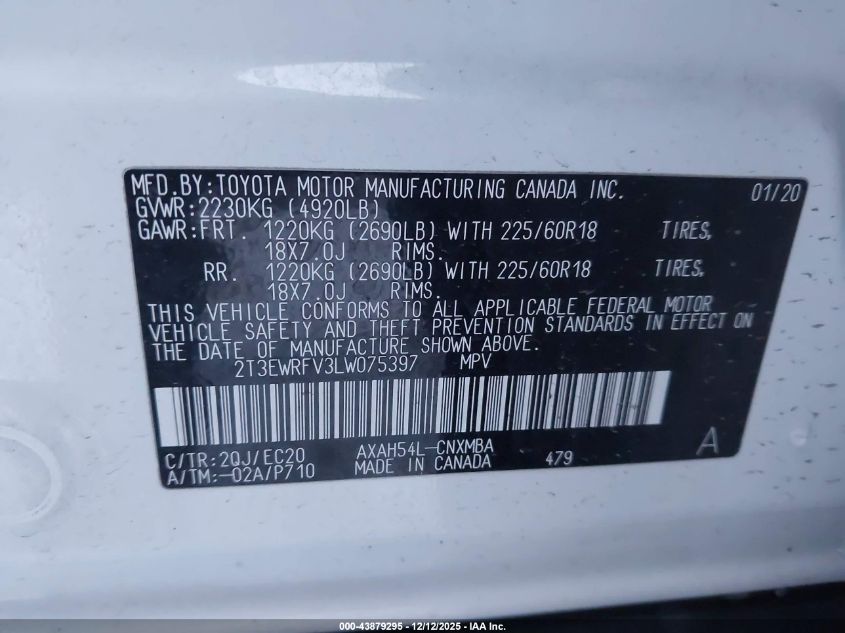 MFD.BY:TOYOTA MOTOR MANUFACTURING CANADA INC. 01/20
GVWR:2230KG (4920LB)
GAWR:FRT. 1220KG (2690LB) WITH 225/60R18 TIRES,
18X7.0J RIMS.
RR. 1220KG (2690LB) WITH 225/60R18 TIRES,
18X7.0J RIMS.
THIS VEHICLE CONFORMS TO ALL APPLICABLE FEDERAL MOTOR
VEHICLE SAFETY AND THEFT PREVENTION STANDARDS IN EFFECT ON
THE DATE OF MANUFACTURE SHOWN ABOVE.
2T3EWRFV3LW075397 MPV
C/TR:2QJ/EC20 AXAH54L-CNXMBA 479 A
A/TM:-02A/P710 MADE IN CANADA
000-43879295 - 12/12/2025 - IAA Inc.